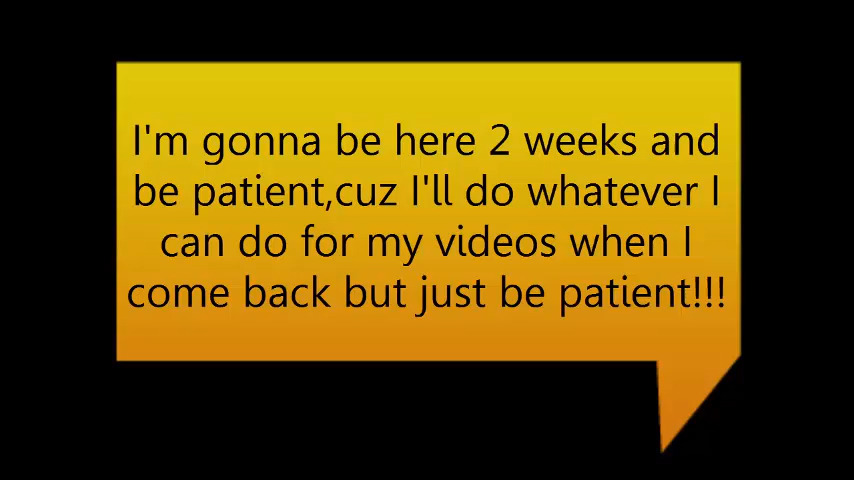 I'm gonna be here 2 weeks and
be patient,cuz I'll do whatever I
can do for my videos when I
come back but just be patient!!!